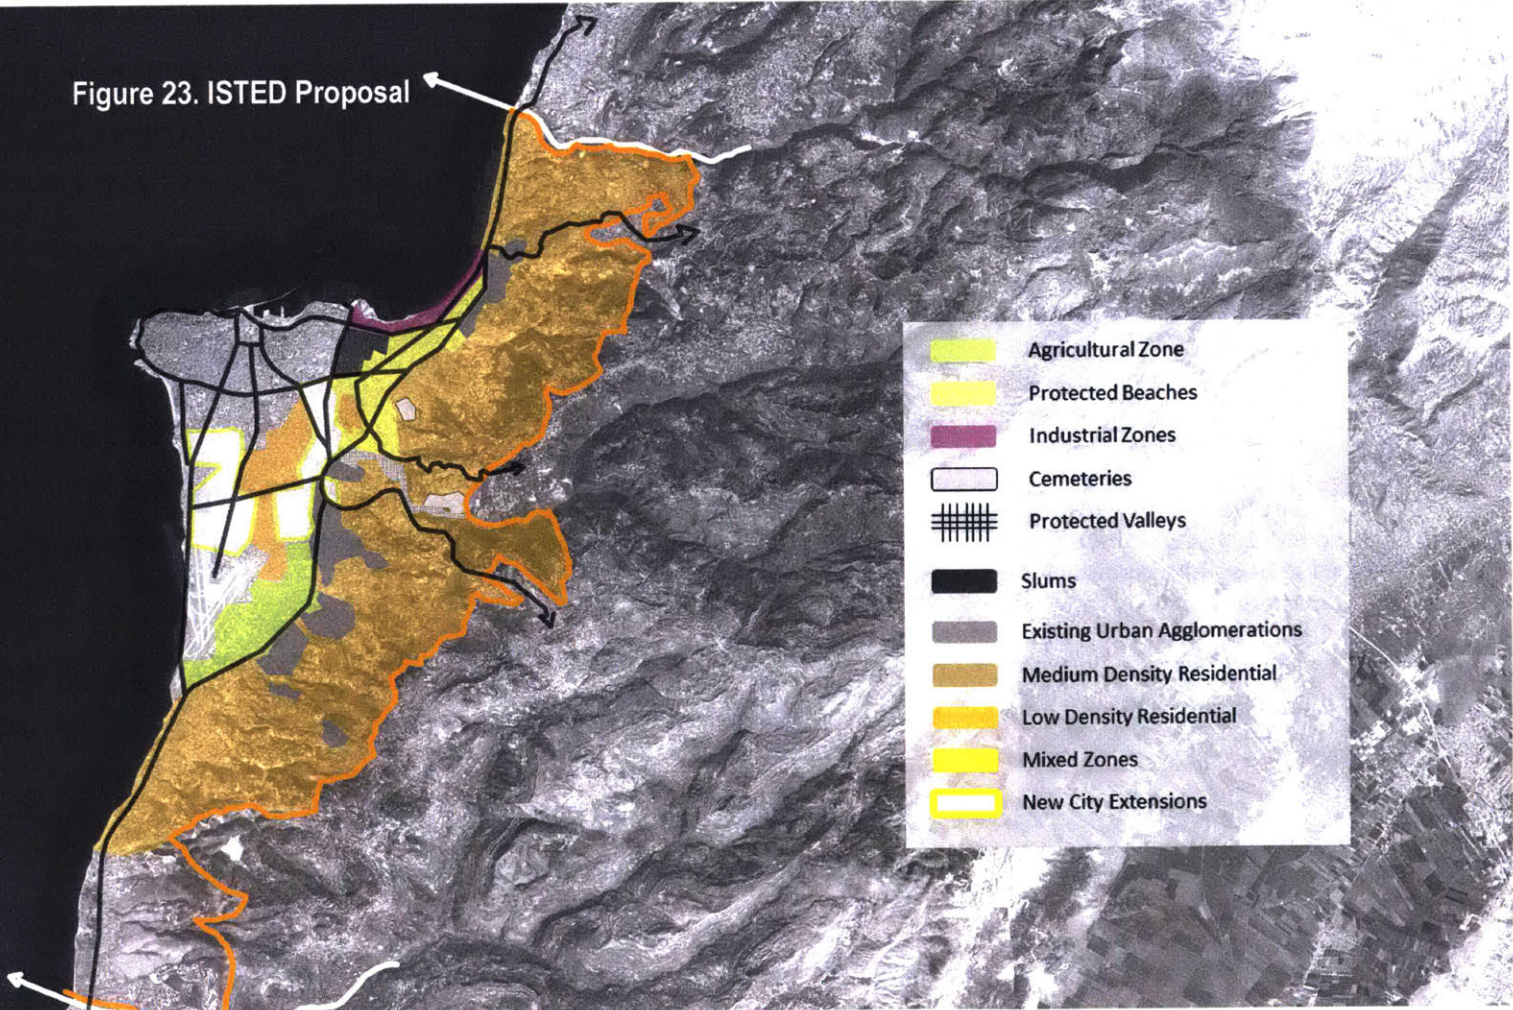 Figure 23. ISTED Proposal
Agricultural Zone
Protected Beaches
Industrial Zones
Cemeteries
Protected Valleys
Slums
Existing Urban Agglomerations
Medium Density Residential
Low Density Residential
Mixed Zones
New City Extensions